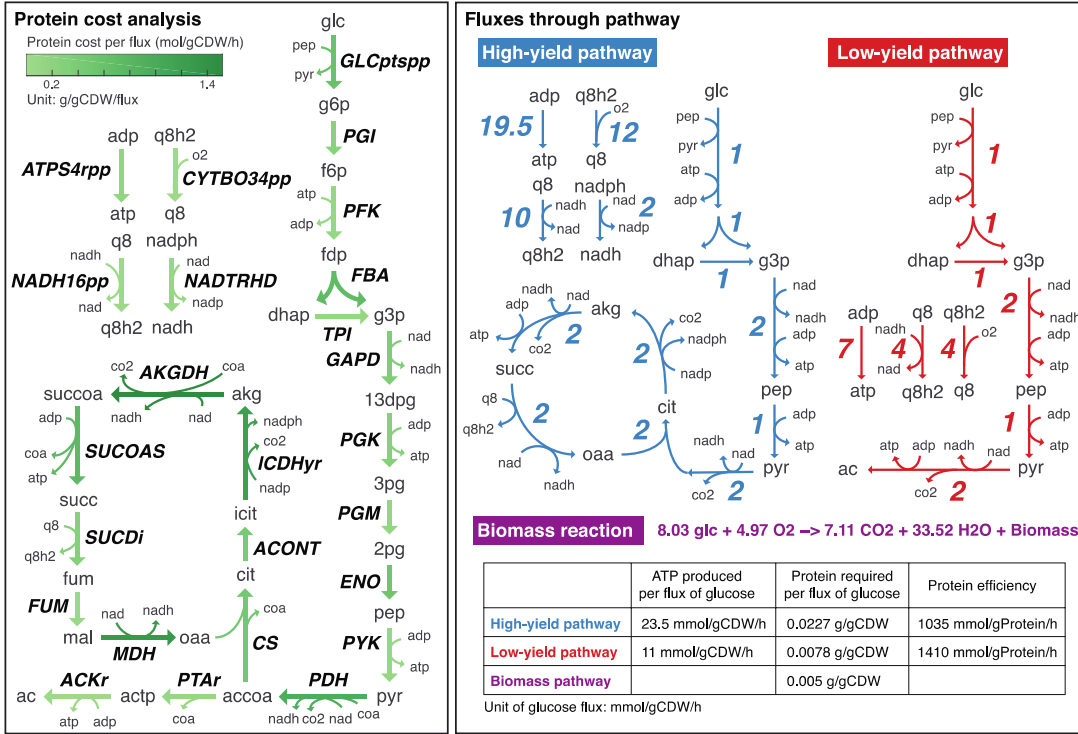 Protein cost analysis
Protein cost per flux (mol/gCDW/h)
0.2 1.4
Unit: g/gCDW/flux
glc
pep
pyr
GLCptspp
g6p
PGI
f6p
atp
adp
PFK
fdp
FBA
dhap
g3p
TPI
GAPD
nad
nadh
13dpg
PGK
adp
atp
3pg
PGM
2pg
ENO
pep
PYK
adp
atp
pyr
adp
ATPS4rpp
atp
q8h2
o2
CYTBO34pp
q8
q8
nadh
NADH16pp
nad
q8h2
nadph
nad
NADTRHD
nadp
nadh
AKGDH
co2
coa
succoa
akg
nadh
nad
adp
coa
atp
SUCOAS
succ
q8
q8h2
SUCDi
fum
FUM
mal
nad
nadh
oaa
MDH
nadph
co2
ICDHyr
nadp
icit
ACONT
cit
coa
CS
ac
ACKr
actp
PTAr
accoa
PDH
atp
adp
coa
nadh
co2
nad
coa
Fluxes through pathway
High-yield pathway
adp
19.5
atp
q8h2
o2
12
q8
q8
nadh
10
nad
q8h2
nadph
nad
2
nadp
nadh
glc
pep
pyr
1
atp
adp
1
dhap
g3p
1
nad
nadh
2
adp
atp
pep
adp
1
atp
pyr
nadh
nad
co2
2
akg
nadh
nad
adp
atp
co2
2
succ
q8
q8h2
2
nad
nadh
oaa
2
cit
co2
nadph
2
nadp
Low-yield pathway
glc
pep
pyr
1
atp
adp
1
dhap
g3p
1
nad
nadh
2
adp
atp
pep
adp
1
atp
pyr
adp
7
atp
q8
nadh
4
nad
q8h2
q8h2
4
o2
q8
ac
atp
adp
nadh
nad
co2
2
Biomass reaction
8.03 glc + 4.97 O2 –> 7.11 CO2 + 33.52 H2O + Biomass
ATP produced per flux of glucose
Protein required per flux of glucose
Protein efficiency
High-yield pathway 23.5 mmol/gCDW/h 0.0227 g/gCDW 1035 mmol/gProtein/h
Low-yield pathway 11 mmol/gCDW/h 0.0078 g/gCDW 1410 mmol/gProtein/h
Biomass pathway 0.005 g/gCDW
Unit of glucose flux: mmol/gCDW/h